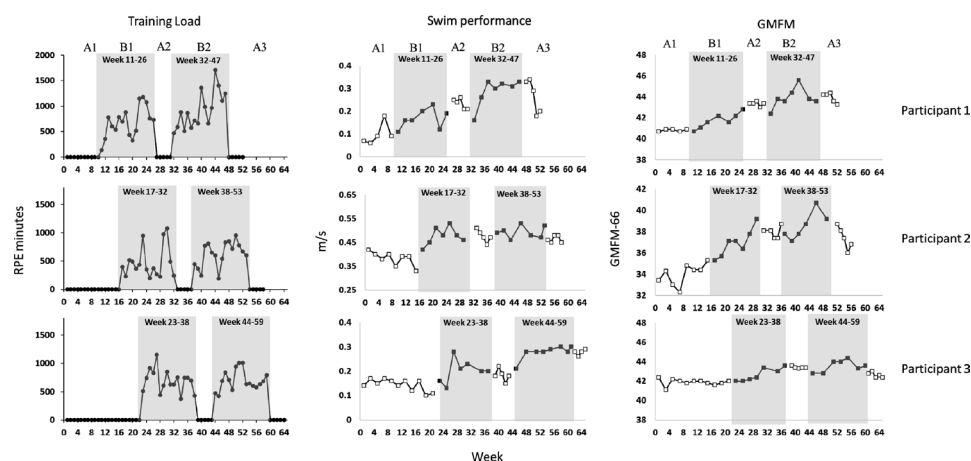 Training Load
Swim performance
GMFM
A1 B1 A2 B2 A3
A1 B1 A2 B2 A3
A1 B1 A2 B2 A3
2000
1500
1000
500
0
Week 11-26
Week 32-47
0 4 8 12 16 20 24 28 32 36 40 44 48 52 56 60 64
0.4
0.3
0.2
0.1
0
Week 11-26
Week 32-47
0 4 8 12 16 20 24 28 32 36 40 44 48 52 56 60 64
48
46
44
42
40
Week 11-26
Week 32-47
0 4 8 12 16 20 24 28 32 36 40 44 48 52 56 60 64
Participant 1
RPE minutes
1500
1000
500
0
Week 17-32
Week 38-53
0 4 8 12 16 20 24 28 32 36 40 44 48 52 56 60 64
m/s
0.65
0.55
0.45
0.35
0.25
Week 17-32
Week 38-53
0 4 8 12 16 20 24 28 32 36 40 44 48 52 56 60 64
GMFM-66
42
40
38
36
34
32
Week 17-32
Week 38-53
0 4 8 12 16 20 24 28 32 36 40 44 48 52 56 60 64
Participant 2
1500
1000
500
0
Week 23-38
Week 44-59
0 4 8 12 16 20 24 28 32 36 40 44 48 52 56 60 64
0.4
0.3
0.2
0.1
0
Week 23-38
Week 44-59
0 4 8 12 16 20 24 28 32 36 40 44 48 52 56 60 64
48
46
44
42
40
38
Week 23-38
Week 44-59
0 4 8 12 16 20 24 28 32 36 40 44 48 52 56 60 64
Participant 3
Week